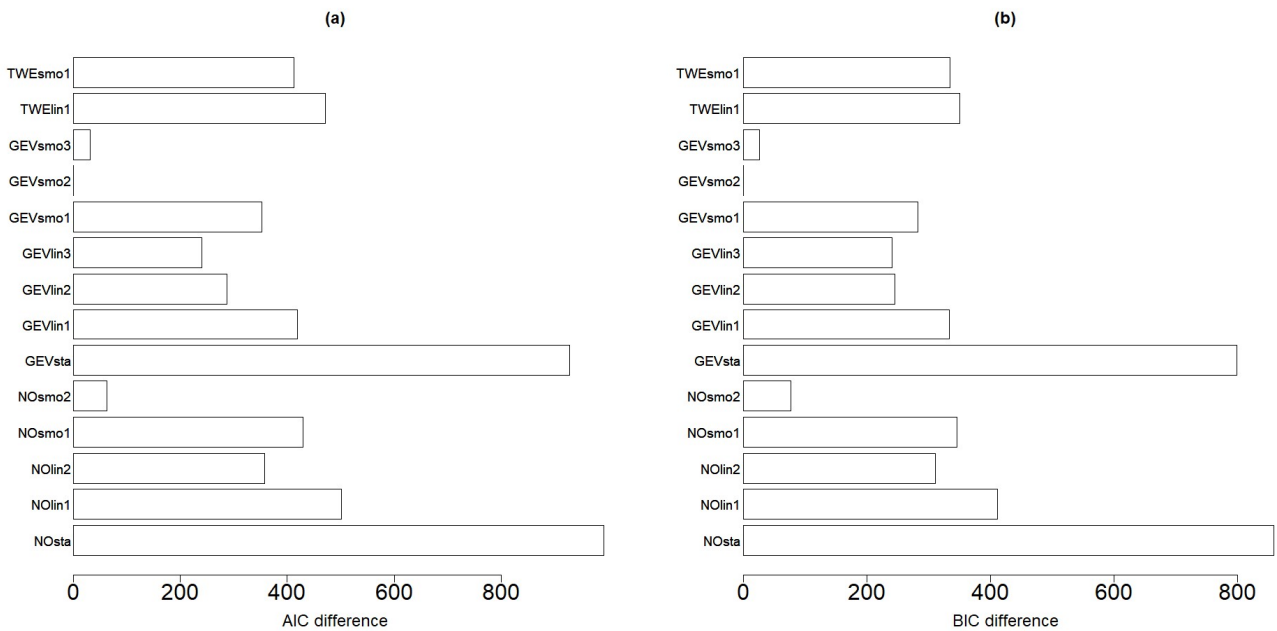 (a)
TWEsmo1
TWElin1
GEVsmo3
GEVsmo2
GEVsmo1
GEVlin3
GEVlin2
GEVlin1
GEVsta
NOsmo2
NOsmo1
NOlin2
NOlin1
NOsta
0 200 400 600 800
AIC difference
(b)
TWEsmo1
TWElin1
GEVsmo3
GEVsmo2
GEVsmo1
GEVlin3
GEVlin2
GEVlin1
GEVsta
NOsmo2
NOsmo1
NOlin2
NOlin1
NOsta
0 200 400 600 800
BIC difference